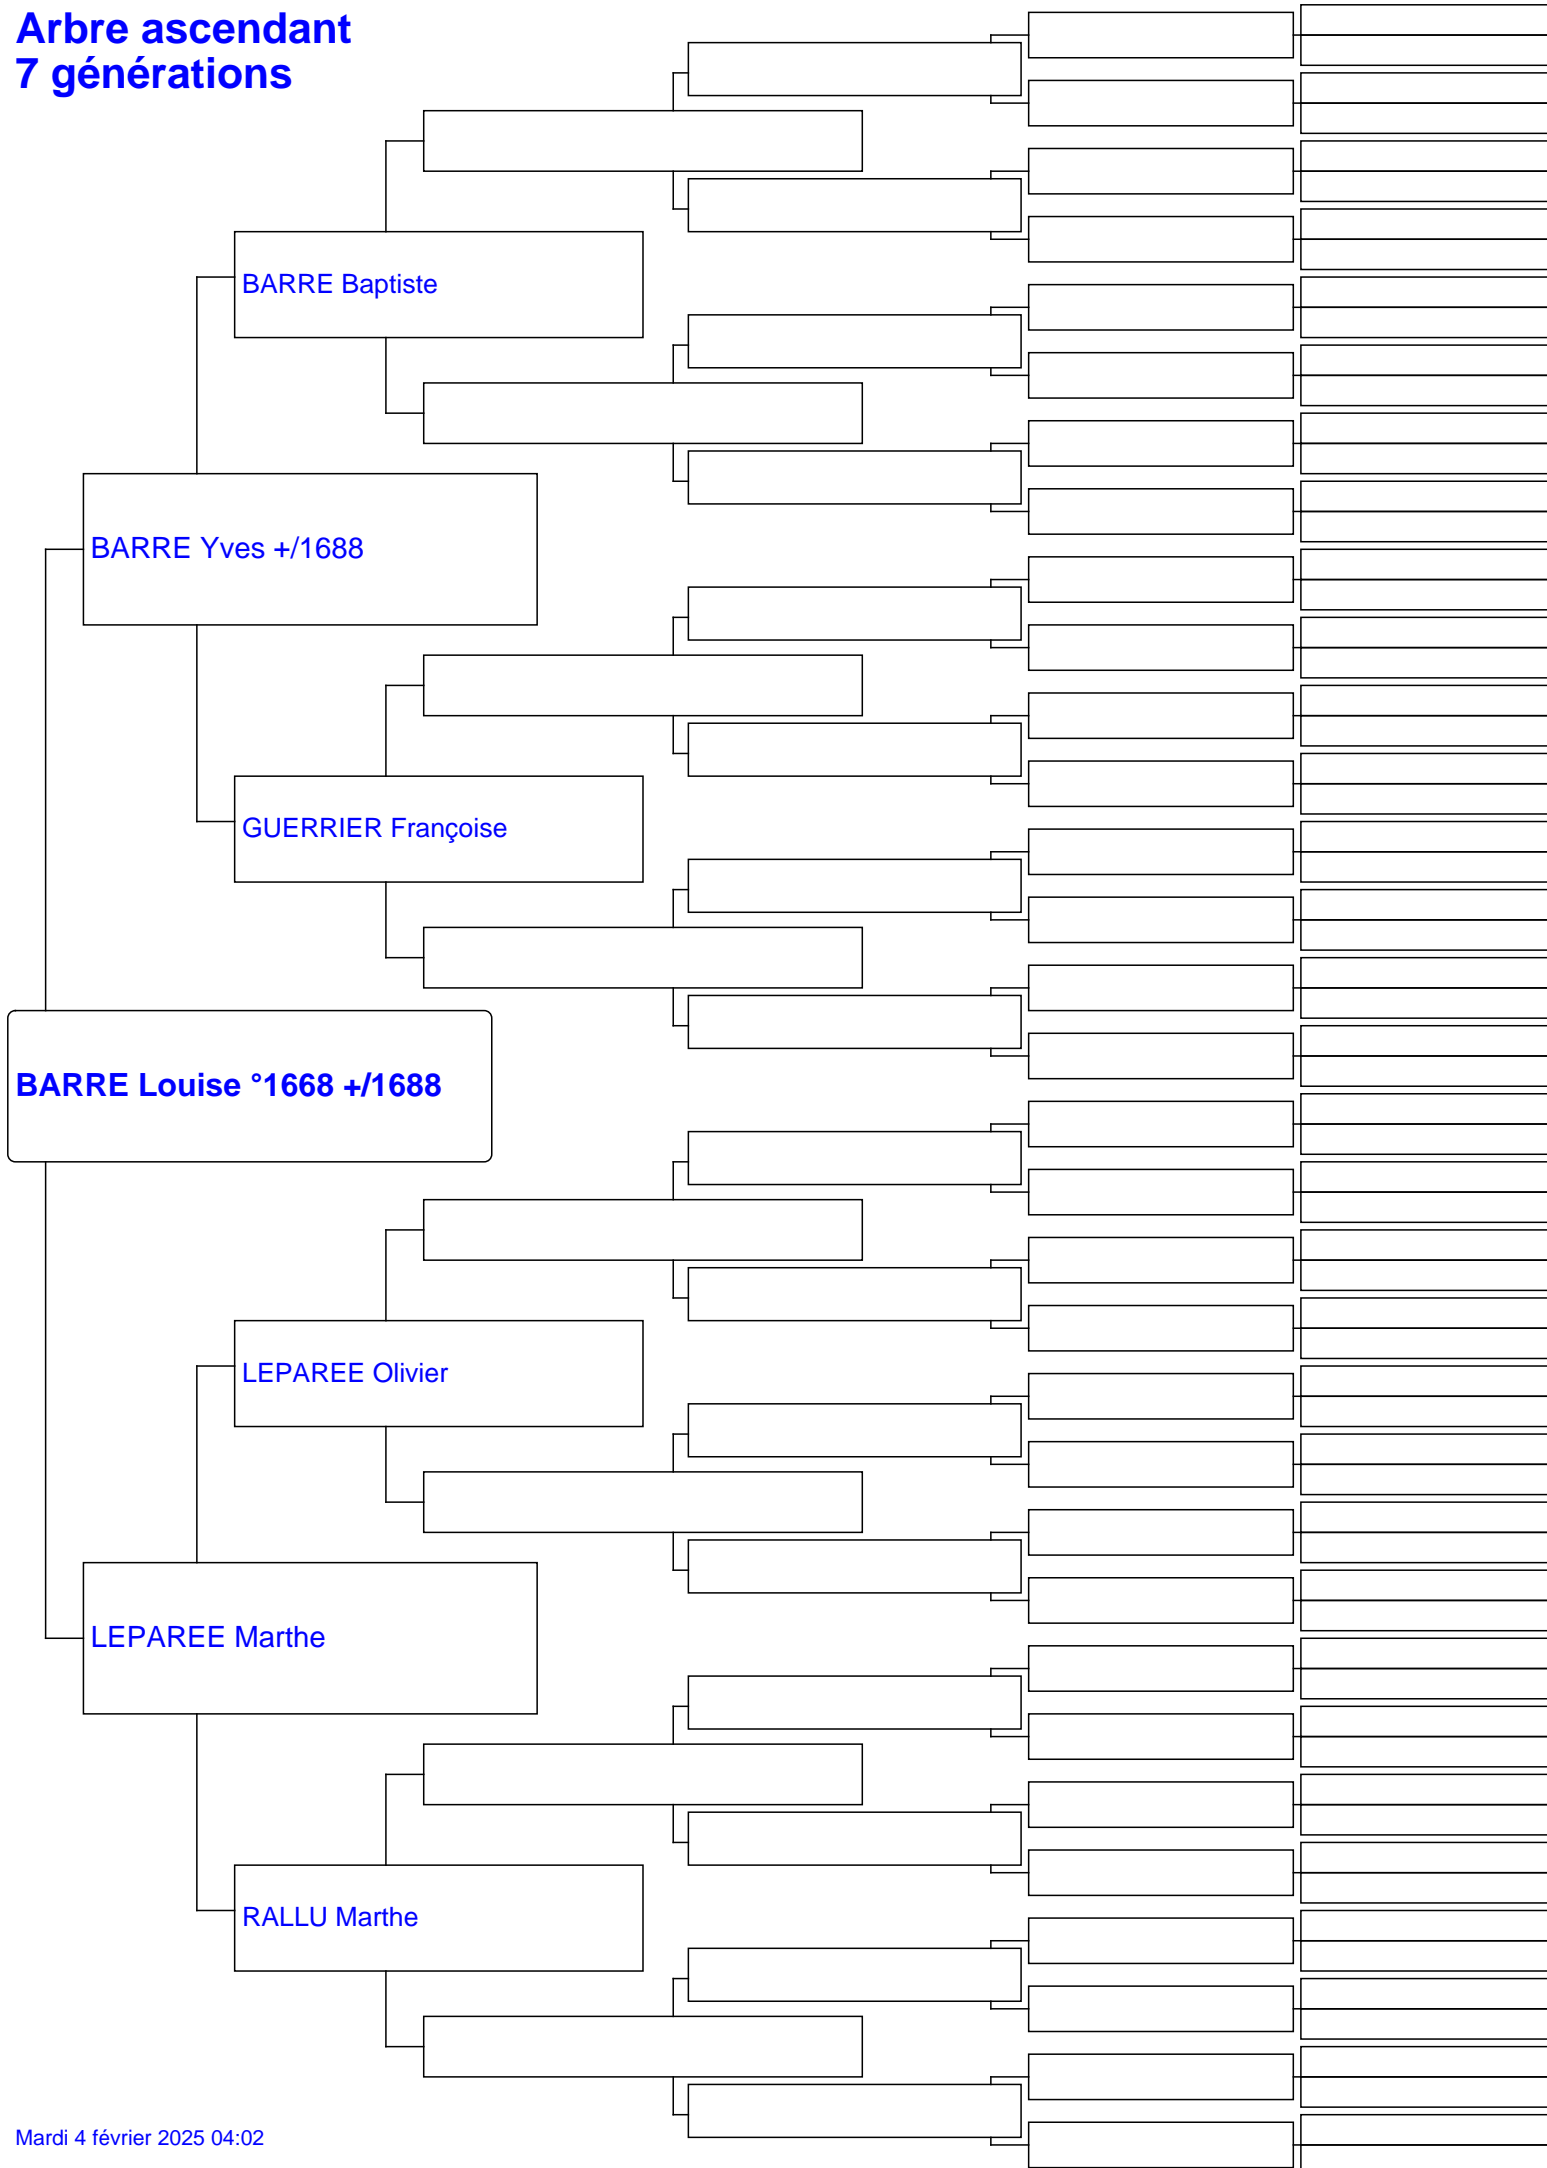 Arbre ascendant
7 générations
BARRE Baptiste
BARRE Yves +/1688
GUERRIER Françoise
BARRE Louise °1668 +/1688
LEPAREE Olivier
LEPAREE Marthe
RALLU Marthe
Mardi 4 février 2025 04:02